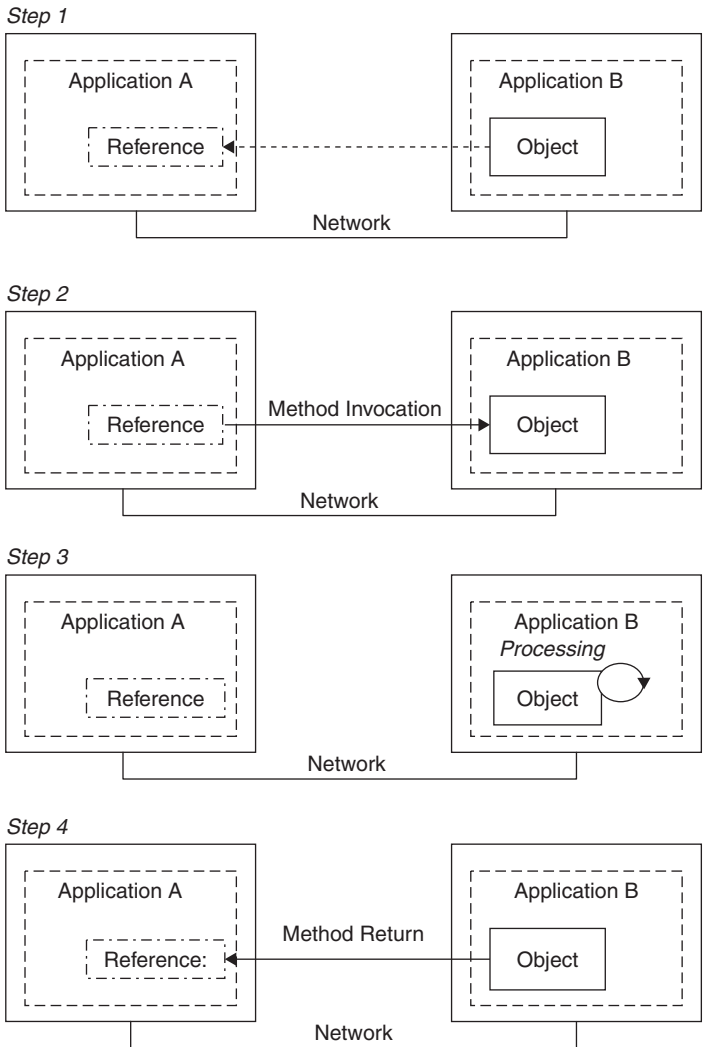 Step 1
Application A
Application B
Reference
Object
Network
Step 2
Application A
Application B
Reference
Method Invocation
Object
Network
Step 3
Application A
Application B
Processing
Reference
Object
Network
Step 4
Application A
Application B
Method Return
Reference:
Object
Network